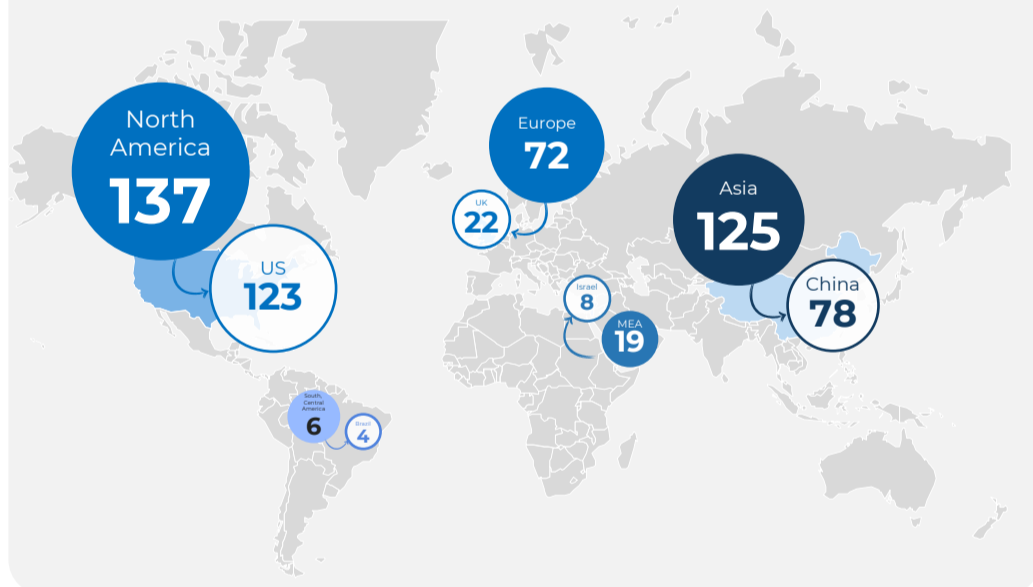 North
America
137
US
123
Europe
72
UK
22
Asia
125
China
78
Israel
8
MEA
19
South,
Central
America
6
Brazil
4